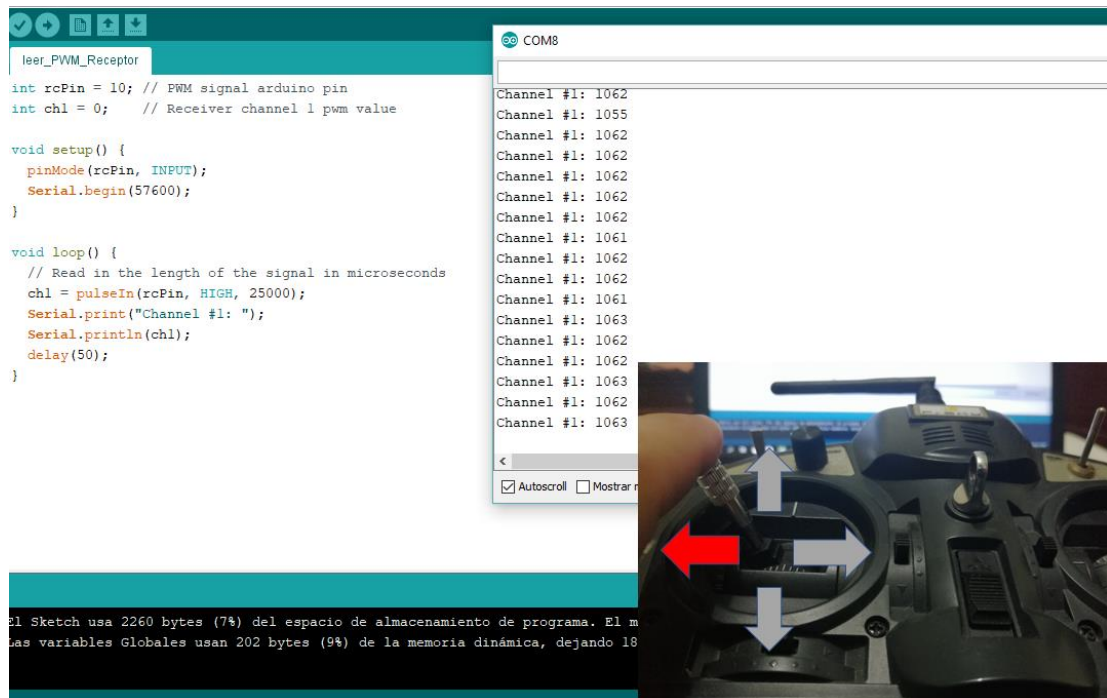 leer_PWM_Receptor
int rcPin = 10; // PWM signal arduino pin
int ch1 = 0;    // Receiver channel 1 pwm value
void setup() {
  pinMode(rcPin, INPUT);
  Serial.begin(57600);
}
void loop() {
  // Read in the length of the signal in microseconds
  ch1 = pulseIn(rcPin, HIGH, 25000);
  Serial.print("Channel #1: ");
  Serial.println(ch1);
  delay(50);
}
COM8
Channel #1: 1062
Channel #1: 1055
Channel #1: 1062
Channel #1: 1062
Channel #1: 1062
Channel #1: 1062
Channel #1: 1062
Channel #1: 1061
Channel #1: 1062
Channel #1: 1062
Channel #1: 1061
Channel #1: 1063
Channel #1: 1062
Channel #1: 1062
Channel #1: 1063
Channel #1: 1062
Channel #1: 1063
Autoscroll Mostrar
El Sketch usa 2260 bytes (7%) del espacio de almacenamiento de programa. El
Las variables Globales usan 202 bytes (9%) de la memoria dinámica, dejando 18